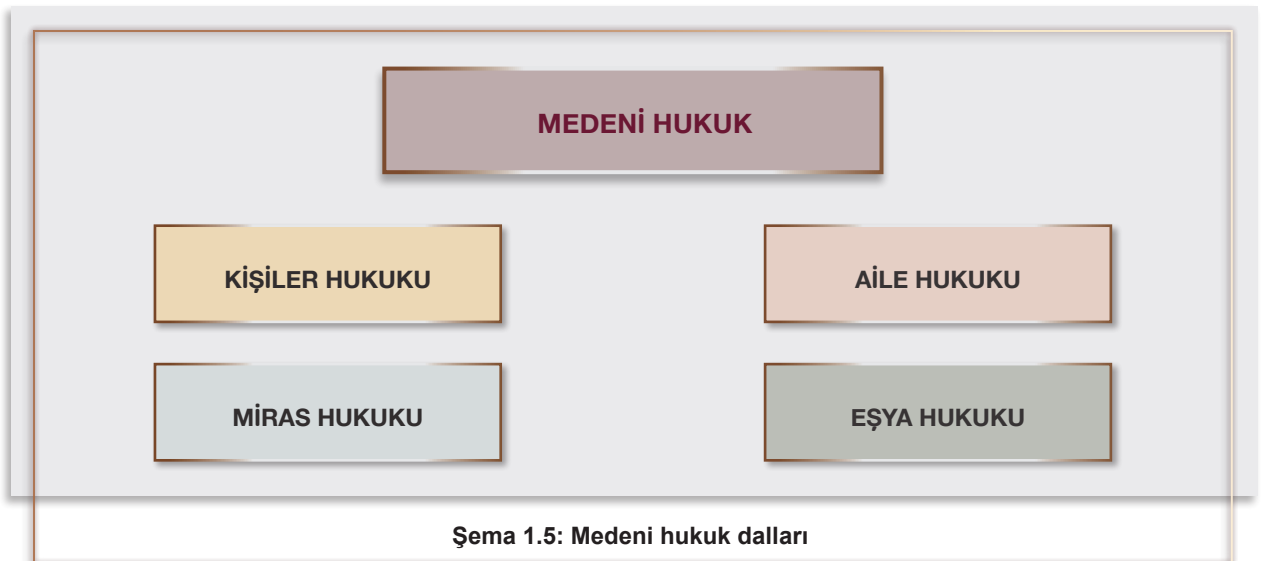 MEDENİ HUKUK
KİŞİLER HUKUKU
AİLE HUKUKU
MİRAS HUKUKU
EŞYA HUKUKU
Şema 1.5: Medeni hukuk dalları